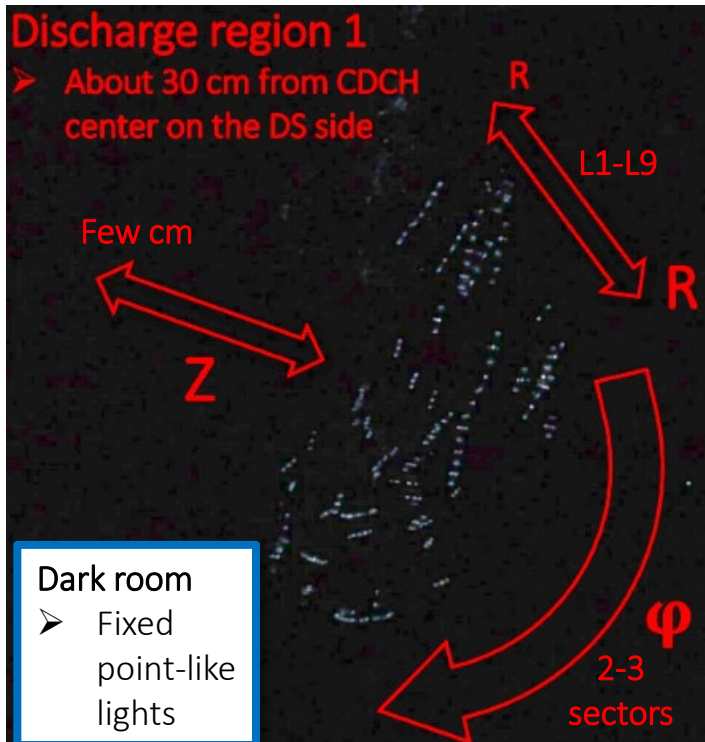 Discharge region 1
➢ About 30 cm from CDCH
center on the DS side
R
L1-L9
Few cm
R
Z
Dark room
➢ Fixed
point-like
lights
φ
2-3
sectors